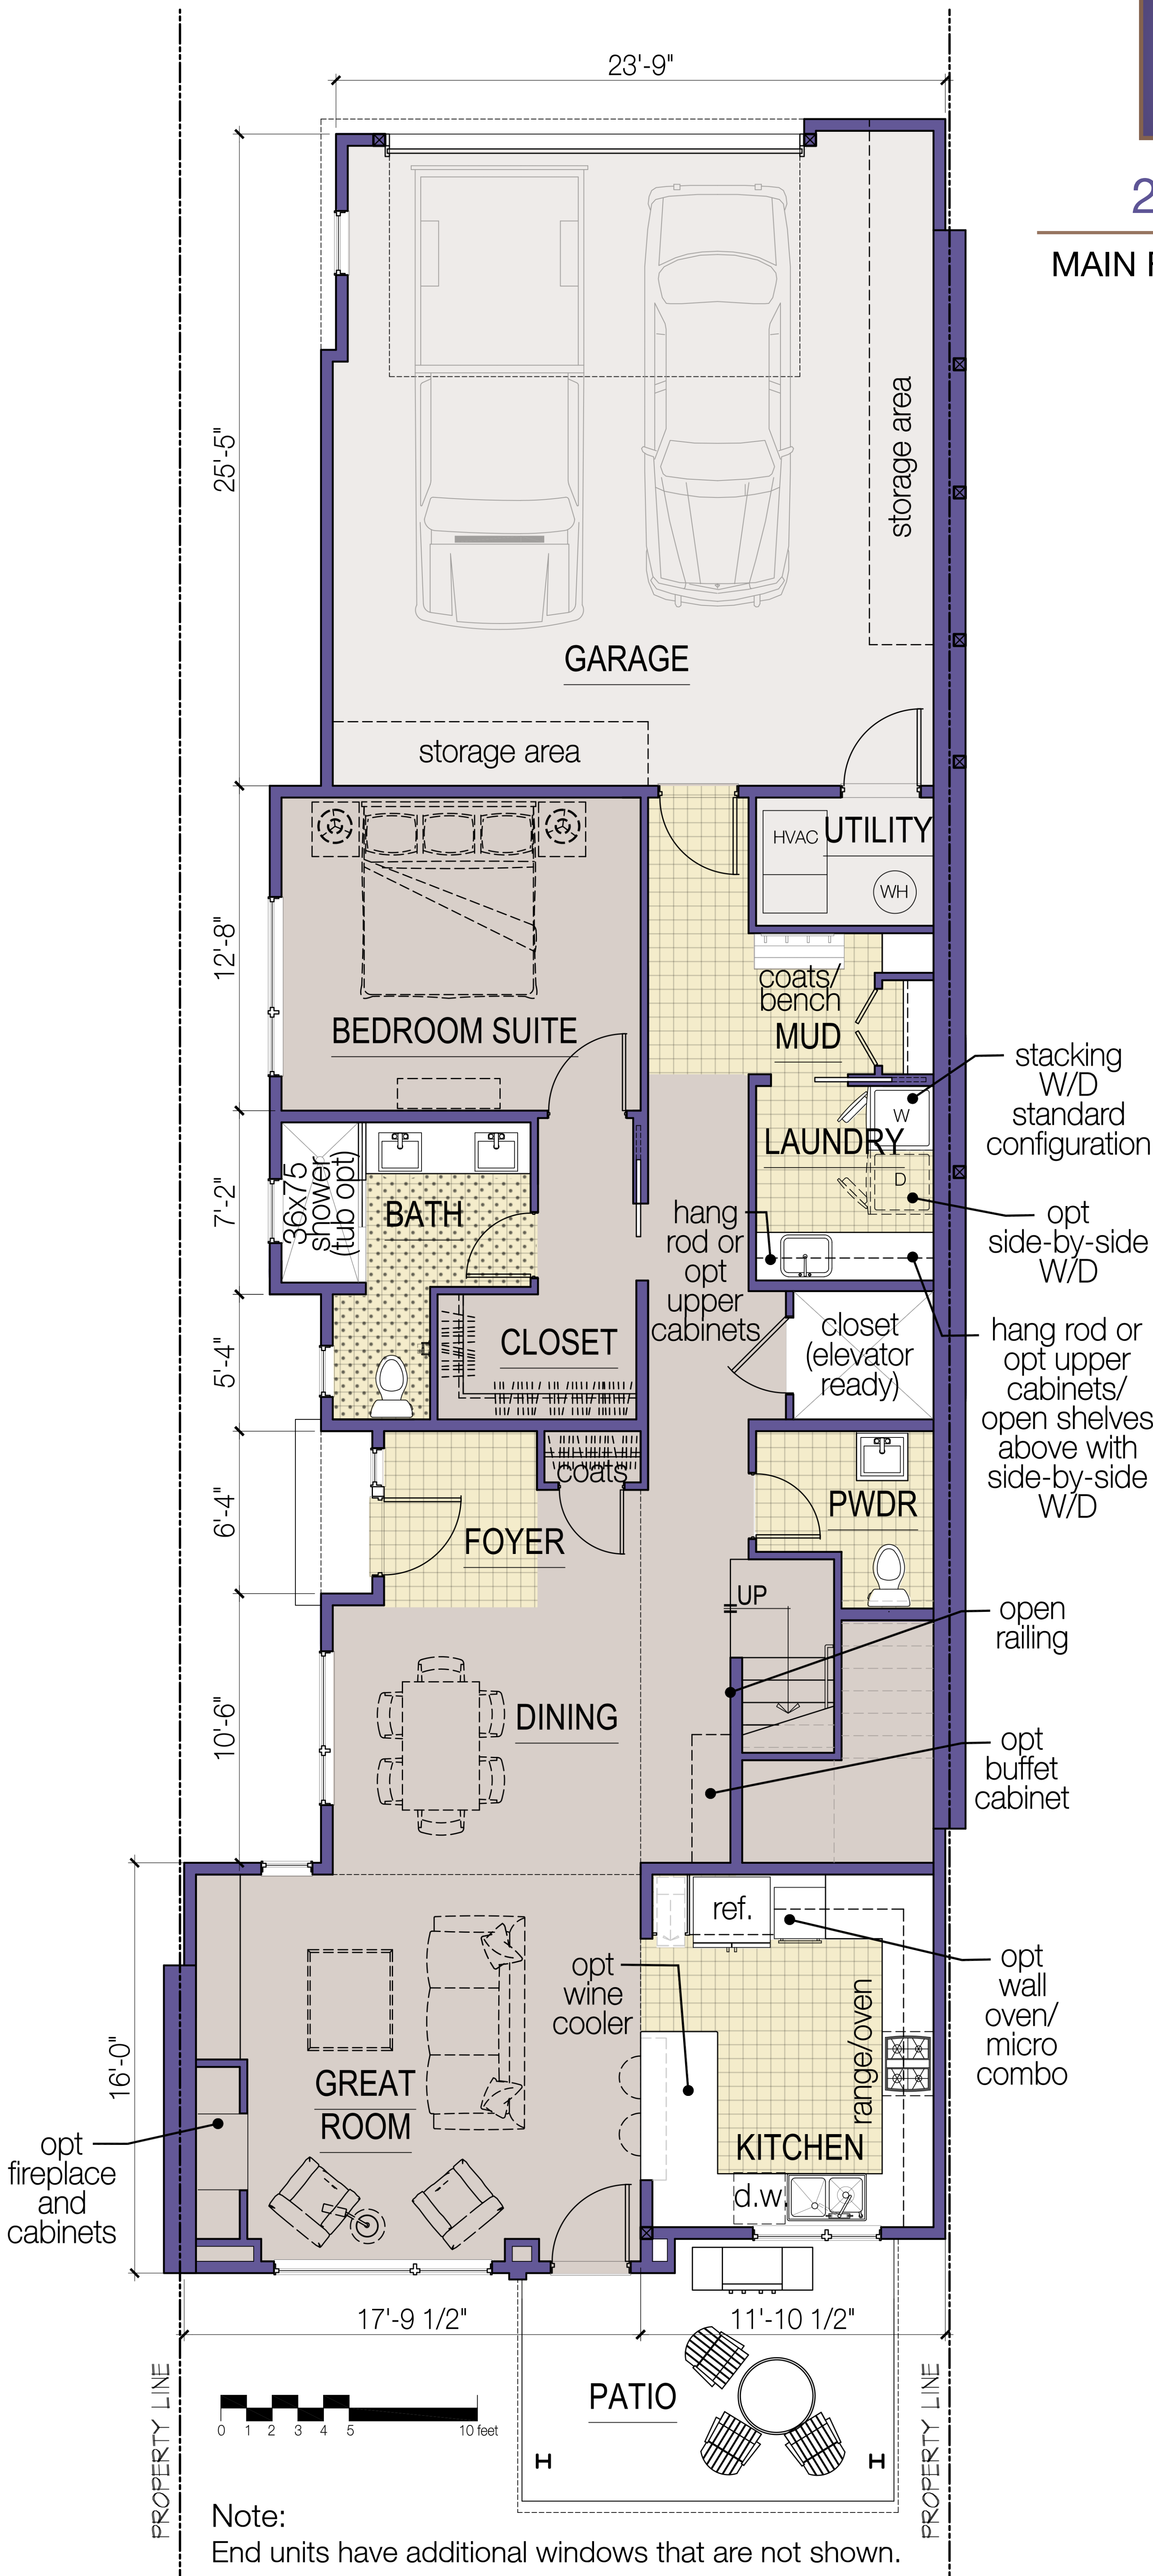 23'-9"
2
MAIN F
25'-5"
storage area
GARAGE
storage area
HVAC
UTILITY
WH
12'-8"
coats/
bench
MUD
BEDROOM SUITE
stacking
W/D
standard
configuration
W
LAUNDRY
D
36x75
shower
(tub opt)
BATH
7'-2"
hang
rod or
opt
upper
cabinets
opt
side-by-side
W/D
CLOSET
closet
(elevator
ready)
5'-4"
hang rod or
opt upper
cabinets/
open shelves
above with
side-by-side
W/D
coats
6'-4"
FOYER
PWDR
UP
open
railing
10'-6"
DINING
opt
buffet
cabinet
ref.
opt
wine
cooler
opt
wall
oven/
micro
combo
range/oven
16'-0"
GREAT
ROOM
KITCHEN
d.w.
opt
fireplace
and
cabinets
17'-9 1/2"
11'-10 1/2"
PATIO
PROPERTY LINE
PROPERTY LINE
0 1 2 3 4 5 10 feet
Note:
End units have additional windows that are not shown.